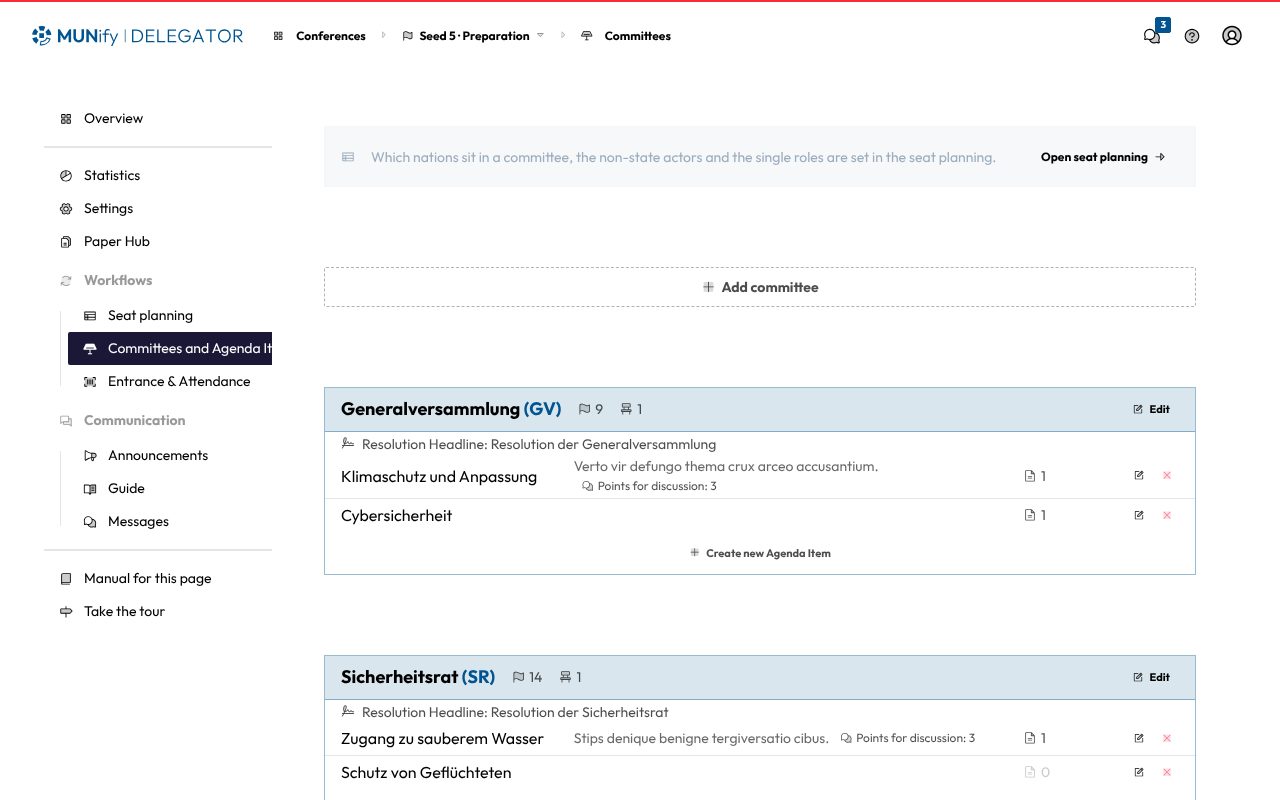 MUNify | DELEGATOR
Conferences
Seed 5 · Preparation
Committees
3
Overview
Statistics
Settings
Paper Hub
Workflows
Seat planning
Committees and Agenda It
Entrance & Attendance
Communication
Announcements
Guide
Messages
Manual for this page
Take the tour
Which nations sit in a committee, the non-state actors and the single roles are set in the seat planning.
Open seat planning
Add committee
Generalversammlung (GV) 9 1 Edit
Resolution Headline: Resolution der Generalversammlung
Klimaschutz und Anpassung
Verto vir defungo thema crux arceo accusantium.
Points for discussion: 3
1
Cybersicherheit 1
Create new Agenda Item
Sicherheitsrat (SR) 14 1 Edit
Resolution Headline: Resolution der Sicherheitsrat
Zugang zu sauberem Wasser Stips denique benigne tergiversatio cibus. Points for discussion: 3 1
Schutz von Geflüchteten 0